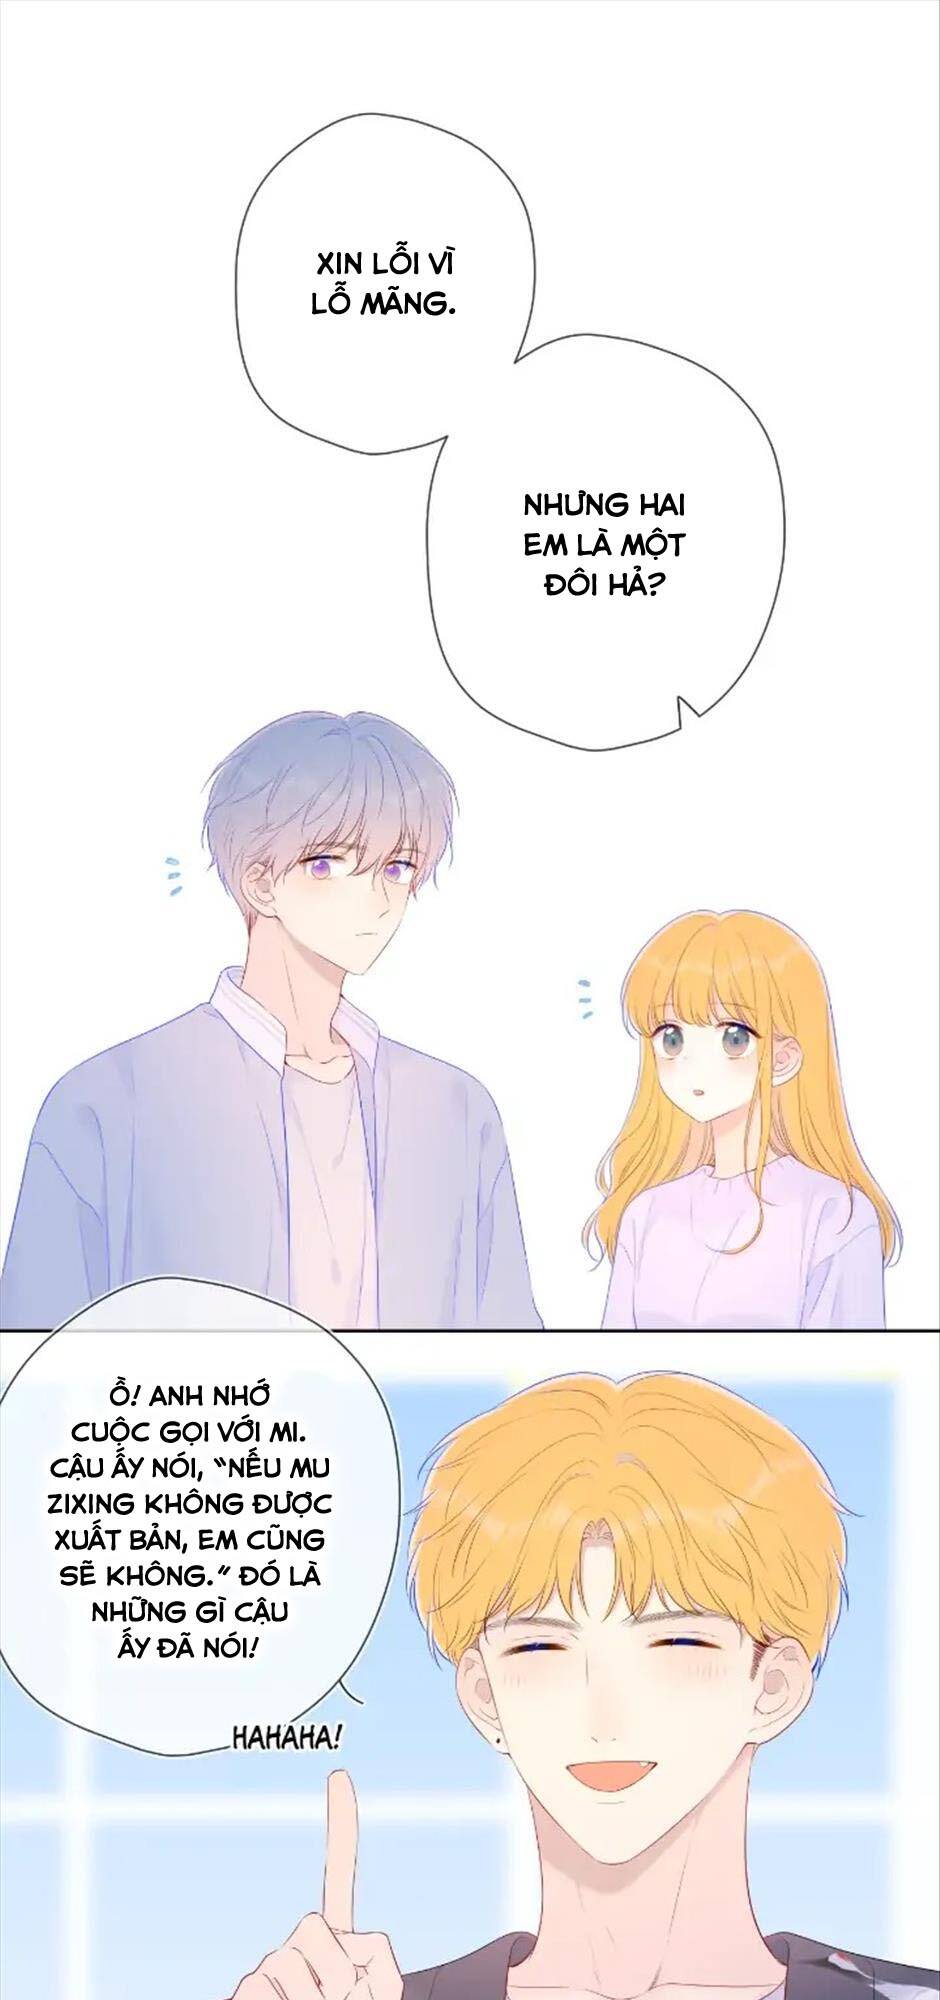 XIN LỖI VÌ
LỖ MÃNG.
NHƯNG HAI
EM LÀ MỘT
ĐÔI HẢ?
Ồ! ANH NHỚ
CUỘC GỌI VỚI MI.
CẬU ẤY NÓI, “NẾU MU
ZIXING KHÔNG ĐƯỢC
XUẤT BẢN, EM CŨNG
SẼ KHÔNG.” ĐÓ LÀ
NHỮNG GÌ CẬU
ẤY ĐÃ NÓI!
HAHAHA!